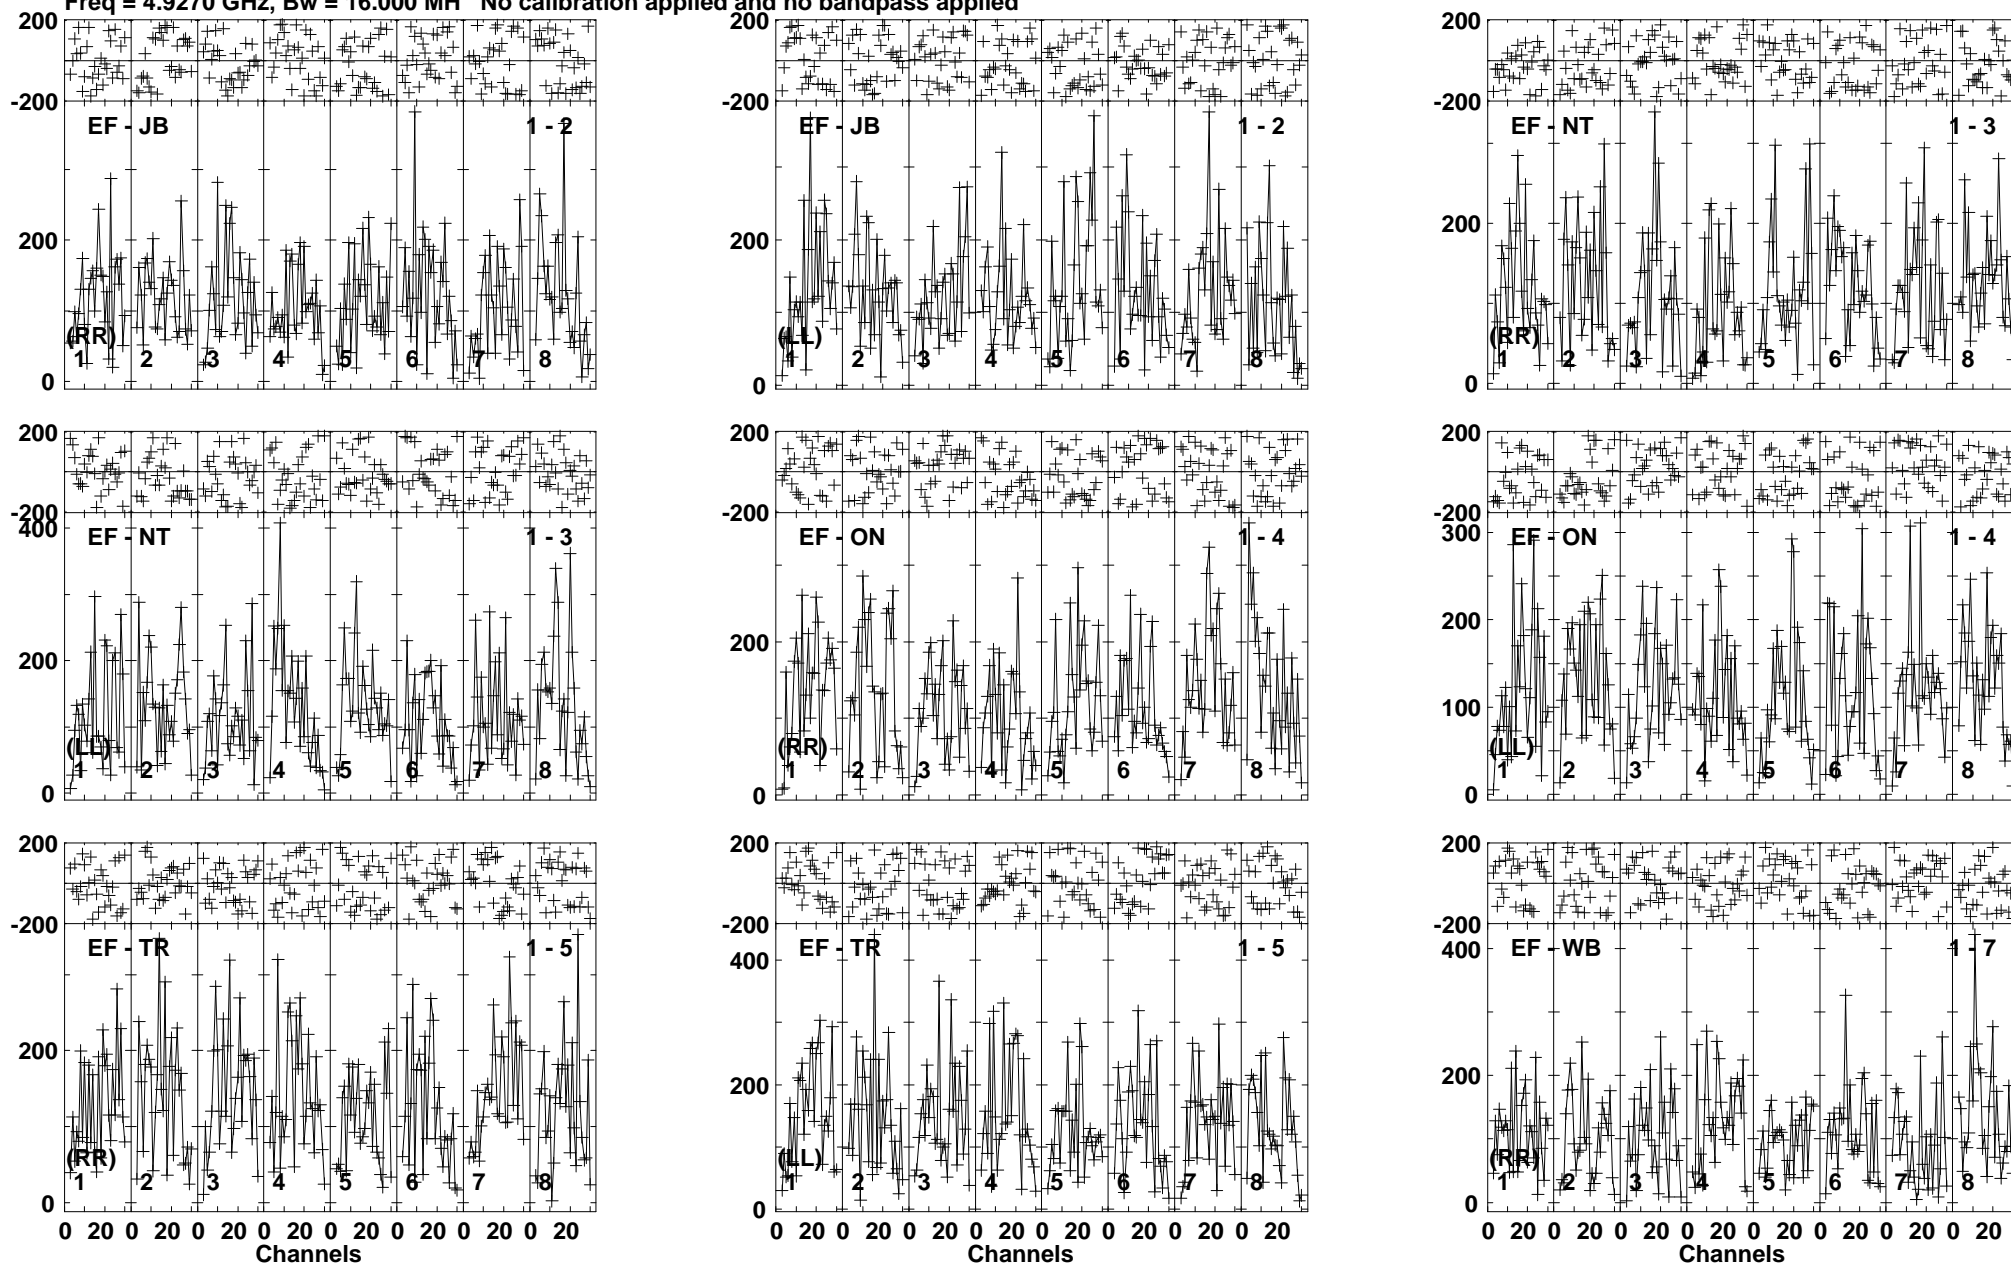 Freq = 4.9270 GHz, Bw = 16.000 MH No calibration applied and no bandpass applied
200 200 200
-200 -200 -200
EF - JB 1 - 2 EF - JB 1 - 2 EF - NT 1 - 3
200 200 200
(RR) (LL) (RR)
1 2 3 4 5 6 7 8 1 2 3 4 5 6 7 8 1 2 3 4 5 6 7 8
0 0 0
200 200 200
-200 -200 -200
400 300
EF - NT 1 - 3 EF - ON 1 - 4 EF - ON 1 - 4
200 200 200
100
(LL) (RR) (LL)
1 2 3 4 5 6 7 8 1 2 3 4 5 6 7 8 1 2 3 4 5 6 7 8
0 0 0
200 200 200
-200 -200 -200
EF - TR 1 - 5 EF - TR 1 - 5 EF - WB 1 - 7
400 400
200 200 200
(RR) (LL) (RR)
1 2 3 4 5 6 7 8 1 2 3 4 5 6 7 8 1 2 3 4 5 6 7 8
0 0 0
0 20 0 20 0 20 0 20 0 20 0 20 0 20 0 20 0 20 0 20 0 20 0 20 0 20 0 20 0 20 0 20 0 20 0 20 0 20 0 20 0 20 0 20 0 20 0 20
Channels Channels Channels